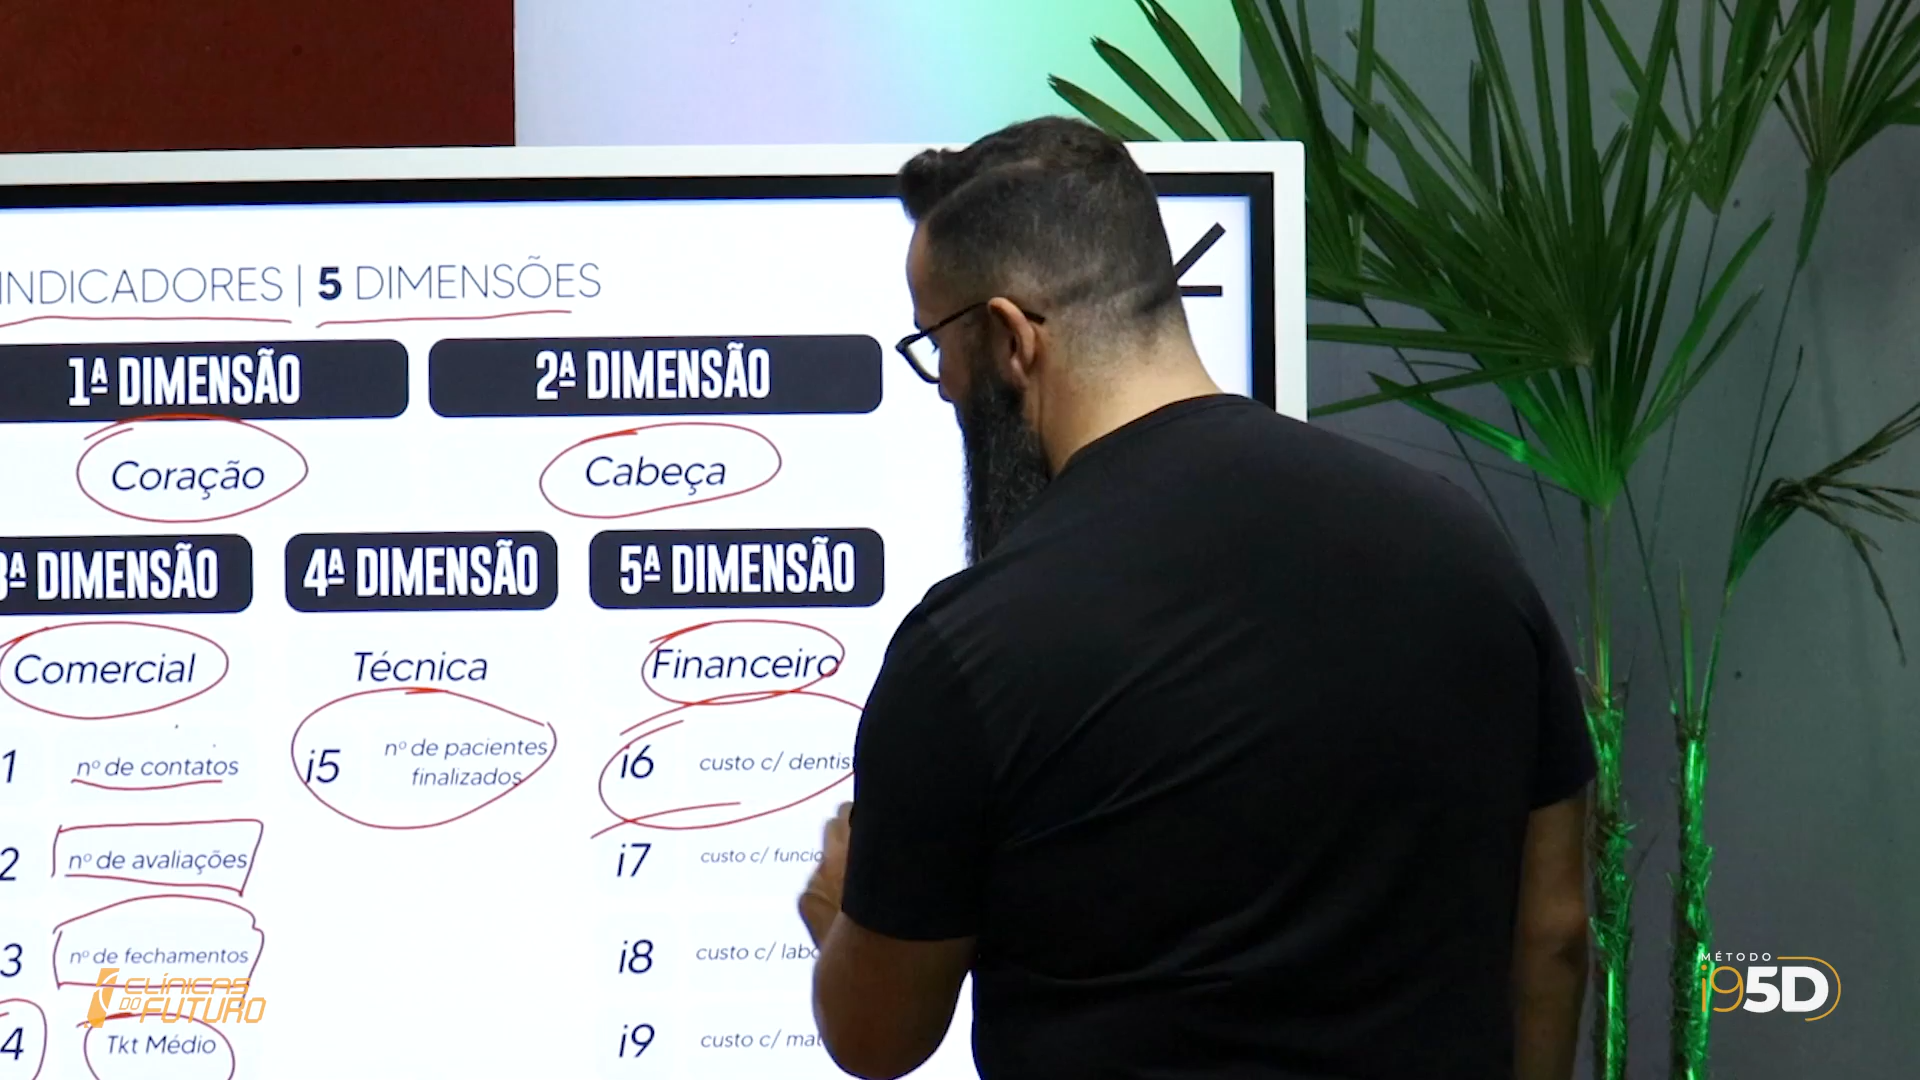 INDICADORES | 5 DIMENSÕES
1ª DIMENSÃO
2ª DIMENSÃO
Coração
Cabeça
3ª DIMENSÃO
4ª DIMENSÃO
5ª DIMENSÃO
Comercial
Técnica
Financeiro
1 nº de contatos
i5 nº de pacientes
finalizados
i6 custo c/ dentis
2 nº de avaliações
i7 custo c/ funcio
3 nº de fechamentos
i8 custo c/ labo
4 Tkt Médio
i9 custo c/ mat
CLÍNICAS
DO FUTURO
MÉTODO
i95D